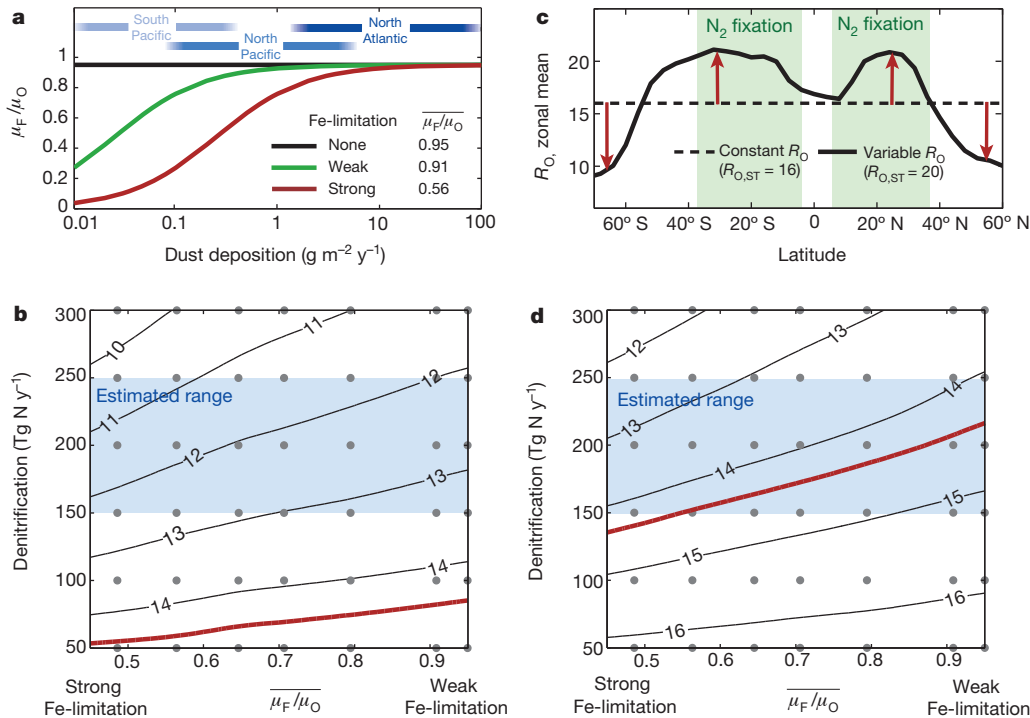 a
South
Pacific
North
Pacific
North
Atlantic
μF/μO
1
0.8
0.6
0.4
0.2
0
Fe-limitation μF/μO
None 0.95
Weak 0.91
Strong 0.56
0.01 0.1 1 10 100
Dust deposition (g m–2 y–1)
c
N2 fixation N2 fixation
RO, zonal mean
20
15
10
Constant RO
(RO,ST = 16)
Variable RO
(RO,ST = 20)
60° S 40° S 20° S 0 20° N 40° N 60° N
Latitude
b
Denitrification (Tg N y–1)
300
250
200
150
100
50
10
11
11
12
12
13
13
14
14
Estimated range
0.5 0.6 0.7 0.8 0.9
Strong
Fe-limitation
μF/μO
Weak
Fe-limitation
d
Denitrification (Tg N y–1)
300
250
200
150
100
50
12
13
13
14
14
15
15
16
16
Estimated range
0.5 0.6 0.7 0.8 0.9
Strong
Fe-limitation
μF/μO
Weak
Fe-limitation